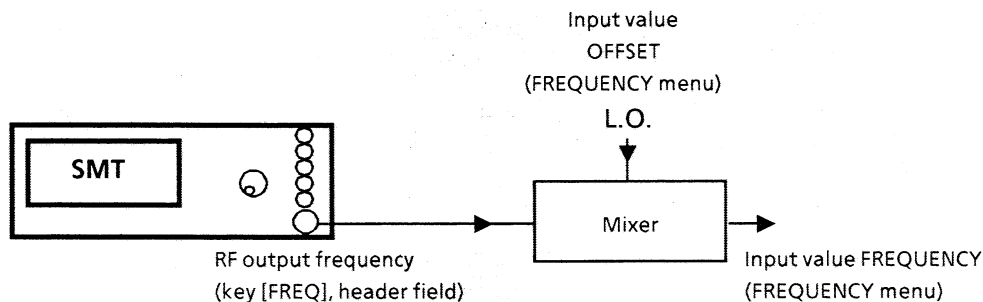 Input value
OFFSET
(FREQUENCY menu)
L.O.
SMT
Mixer
RF output frequency
(key [FREQ], header field)
Input value FREQUENCY
(FREQUENCY menu)